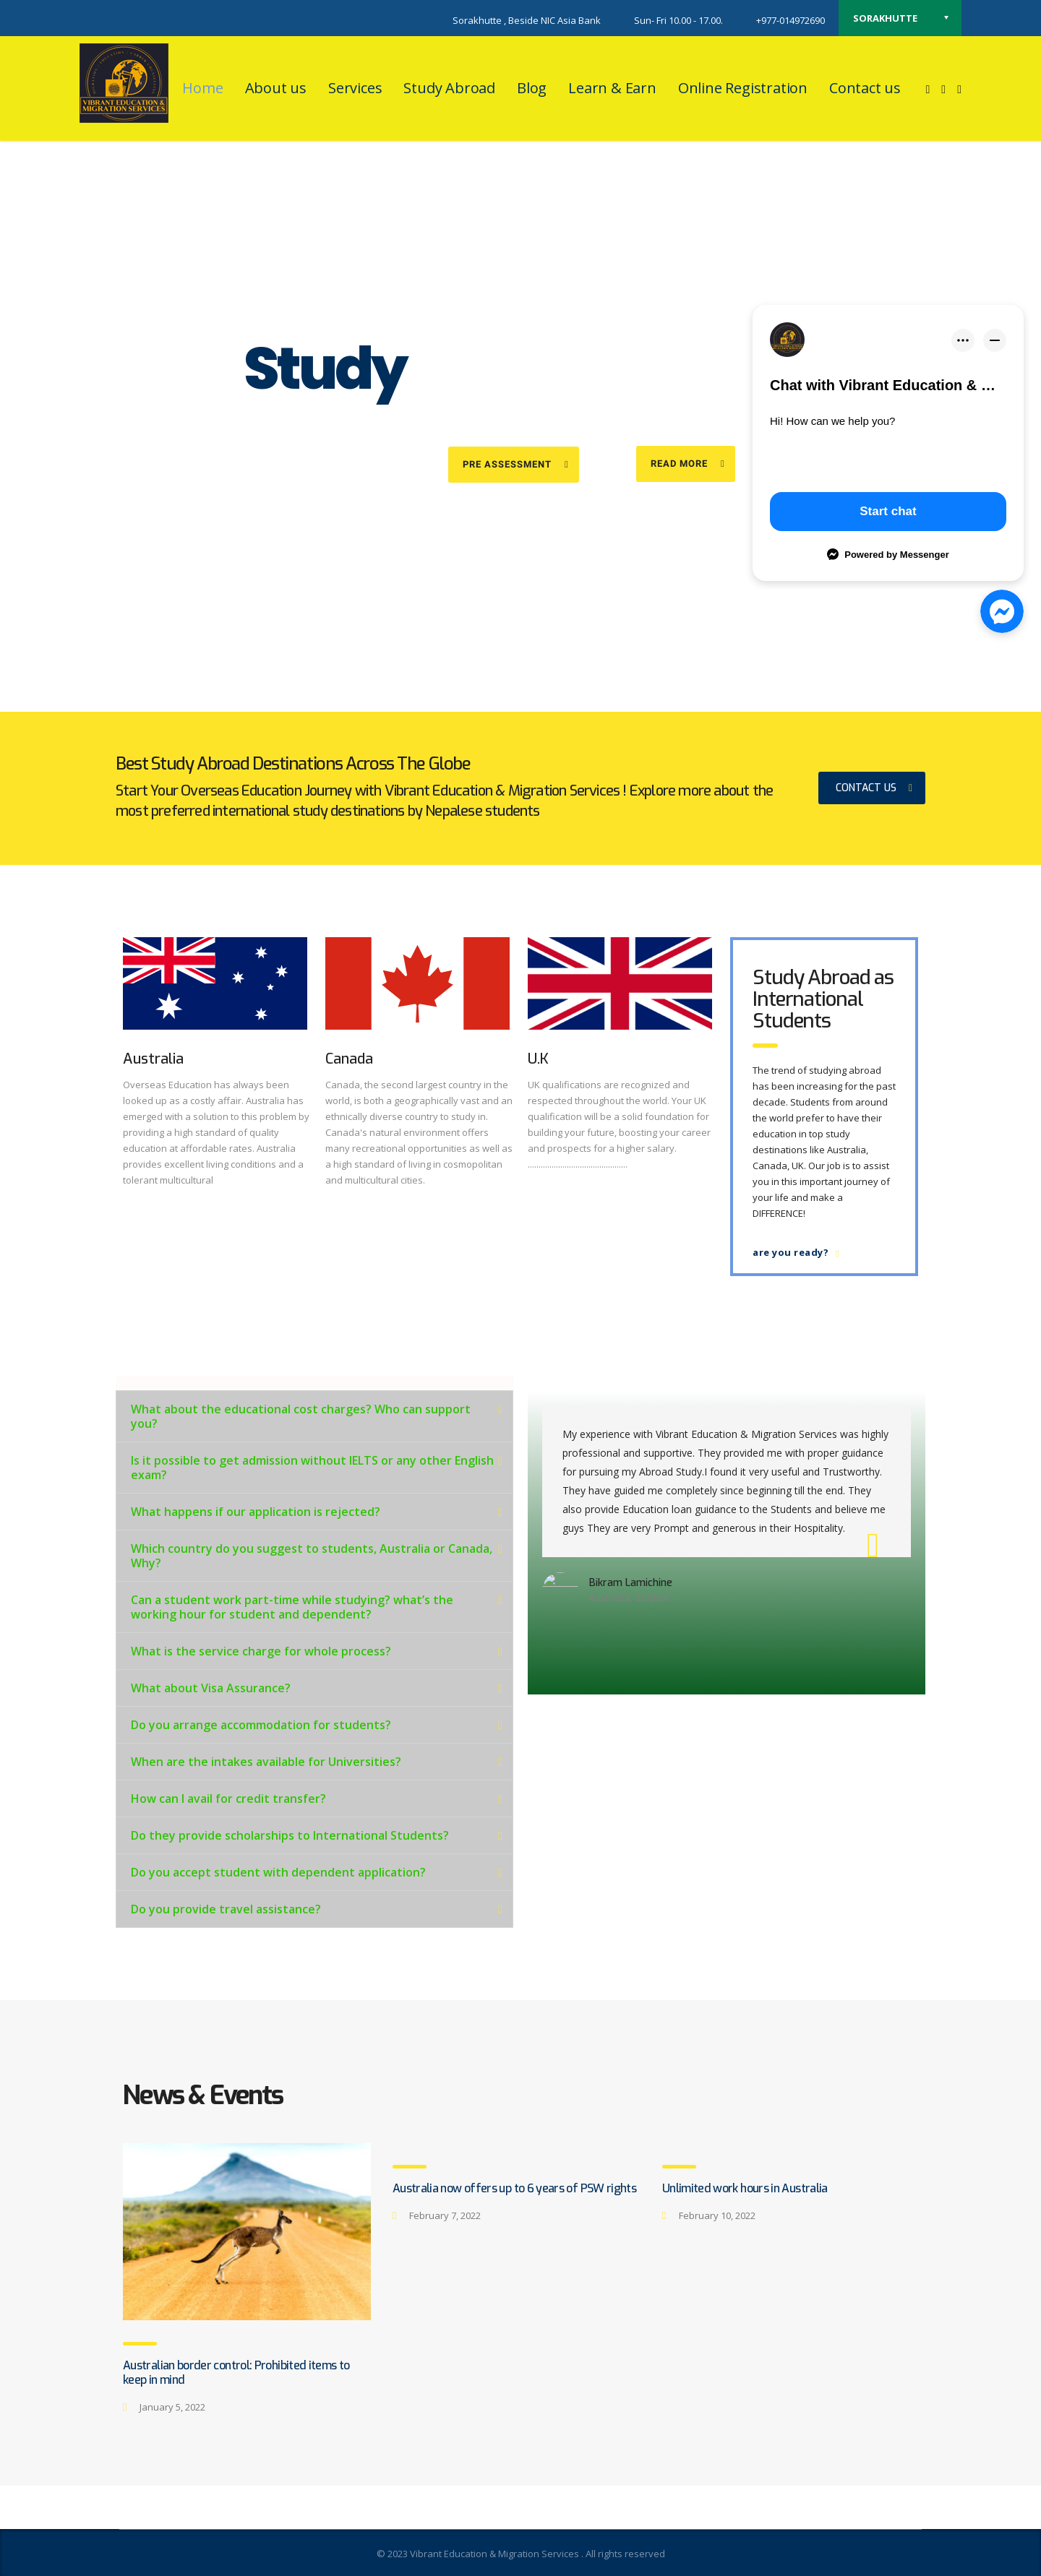 Sorakhutte , Beside NIC Asia Bank
Sun- Fri 10.00 - 17.00.
+977-014972690
SORAKHUTTE
VIBRANT EDUCATION &
MIGRATION SERVICES
Home
About us
Services
Study Abroad
Blog
Learn & Earn
Online Registration
Contact us
Study
PRE ASSESSMENT
READ MORE
Chat with Vibrant Education & …
Hi! How can we help you?
Start chat
Powered by Messenger
Best Study Abroad Destinations Across The Globe
Start Your Overseas Education Journey with Vibrant Education & Migration Services ! Explore more about the
most preferred international study destinations by Nepalese students
CONTACT US
Australia
Overseas Education has always been
looked up as a costly affair. Australia has
emerged with a solution to this problem by
providing a high standard of quality
education at affordable rates. Australia
provides excellent living conditions and a
tolerant multicultural
Canada
Canada, the second largest country in the
world, is both a geographically vast and an
ethnically diverse country to study in.
Canada's natural environment offers
many recreational opportunities as well as
a high standard of living in cosmopolitan
and multicultural cities.
U.K
UK qualifications are recognized and
respected throughout the world. Your UK
qualification will be a solid foundation for
building your future, boosting your career
and prospects for a higher salary.
..............................................
Study Abroad as
International
Students
The trend of studying abroad
has been increasing for the past
decade. Students from around
the world prefer to have their
education in top study
destinations like Australia,
Canada, UK. Our job is to assist
you in this important journey of
your life and make a
DIFFERENCE!
are you ready?
What about the educational cost charges? Who can support
you?
Is it possible to get admission without IELTS or any other English
exam?
What happens if our application is rejected?
Which country do you suggest to students, Australia or Canada,
Why?
Can a student work part-time while studying? what’s the
working hour for student and dependent?
What is the service charge for whole process?
What about Visa Assurance?
Do you arrange accommodation for students?
When are the intakes available for Universities?
How can I avail for credit transfer?
Do they provide scholarships to International Students?
Do you accept student with dependent application?
Do you provide travel assistance?
My experience with Vibrant Education & Migration Services was highly
professional and supportive. They provided me with proper guidance
for pursuing my Abroad Study.I found it very useful and Trustworthy.
They have guided me completely since beginning till the end. They
also provide Education loan guidance to the Students and believe me
guys They are very Prompt and generous in their Hospitality.
Bikram Lamichine
News & Events
Australian border control: Prohibited items to
keep in mind
January 5, 2022
Australia now offers up to 6 years of PSW rights
February 7, 2022
Unlimited work hours in Australia
February 10, 2022
© 2023 Vibrant Education & Migration Services . All rights reserved